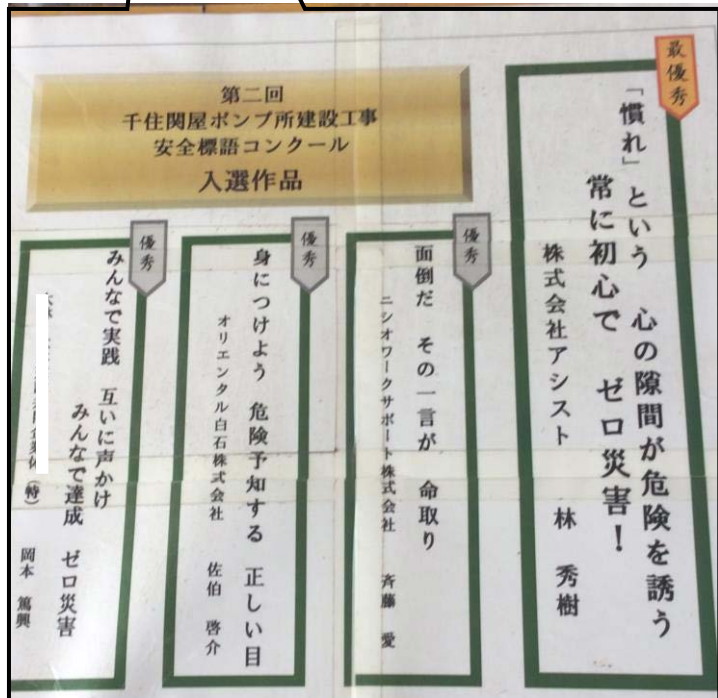 第二回
千住関屋ポンプ所建設工事
安全標語コンクール
入選作品
最優秀
「慣れ」という 心の隙間が危険を誘う
常に初心で ゼロ災害!
株式会社アシスト 林 秀樹
優秀
面倒だ その一言が 命取り
ニシオワークサポート株式会社 斉藤 愛
優秀
身につけよう 危険予知する 正しい目
オリエンタル白石株式会社 佐伯 啓介
優秀
みんなで実践 互いに声かけ
みんなで達成 ゼロ災害
(特) 岡本 篤興